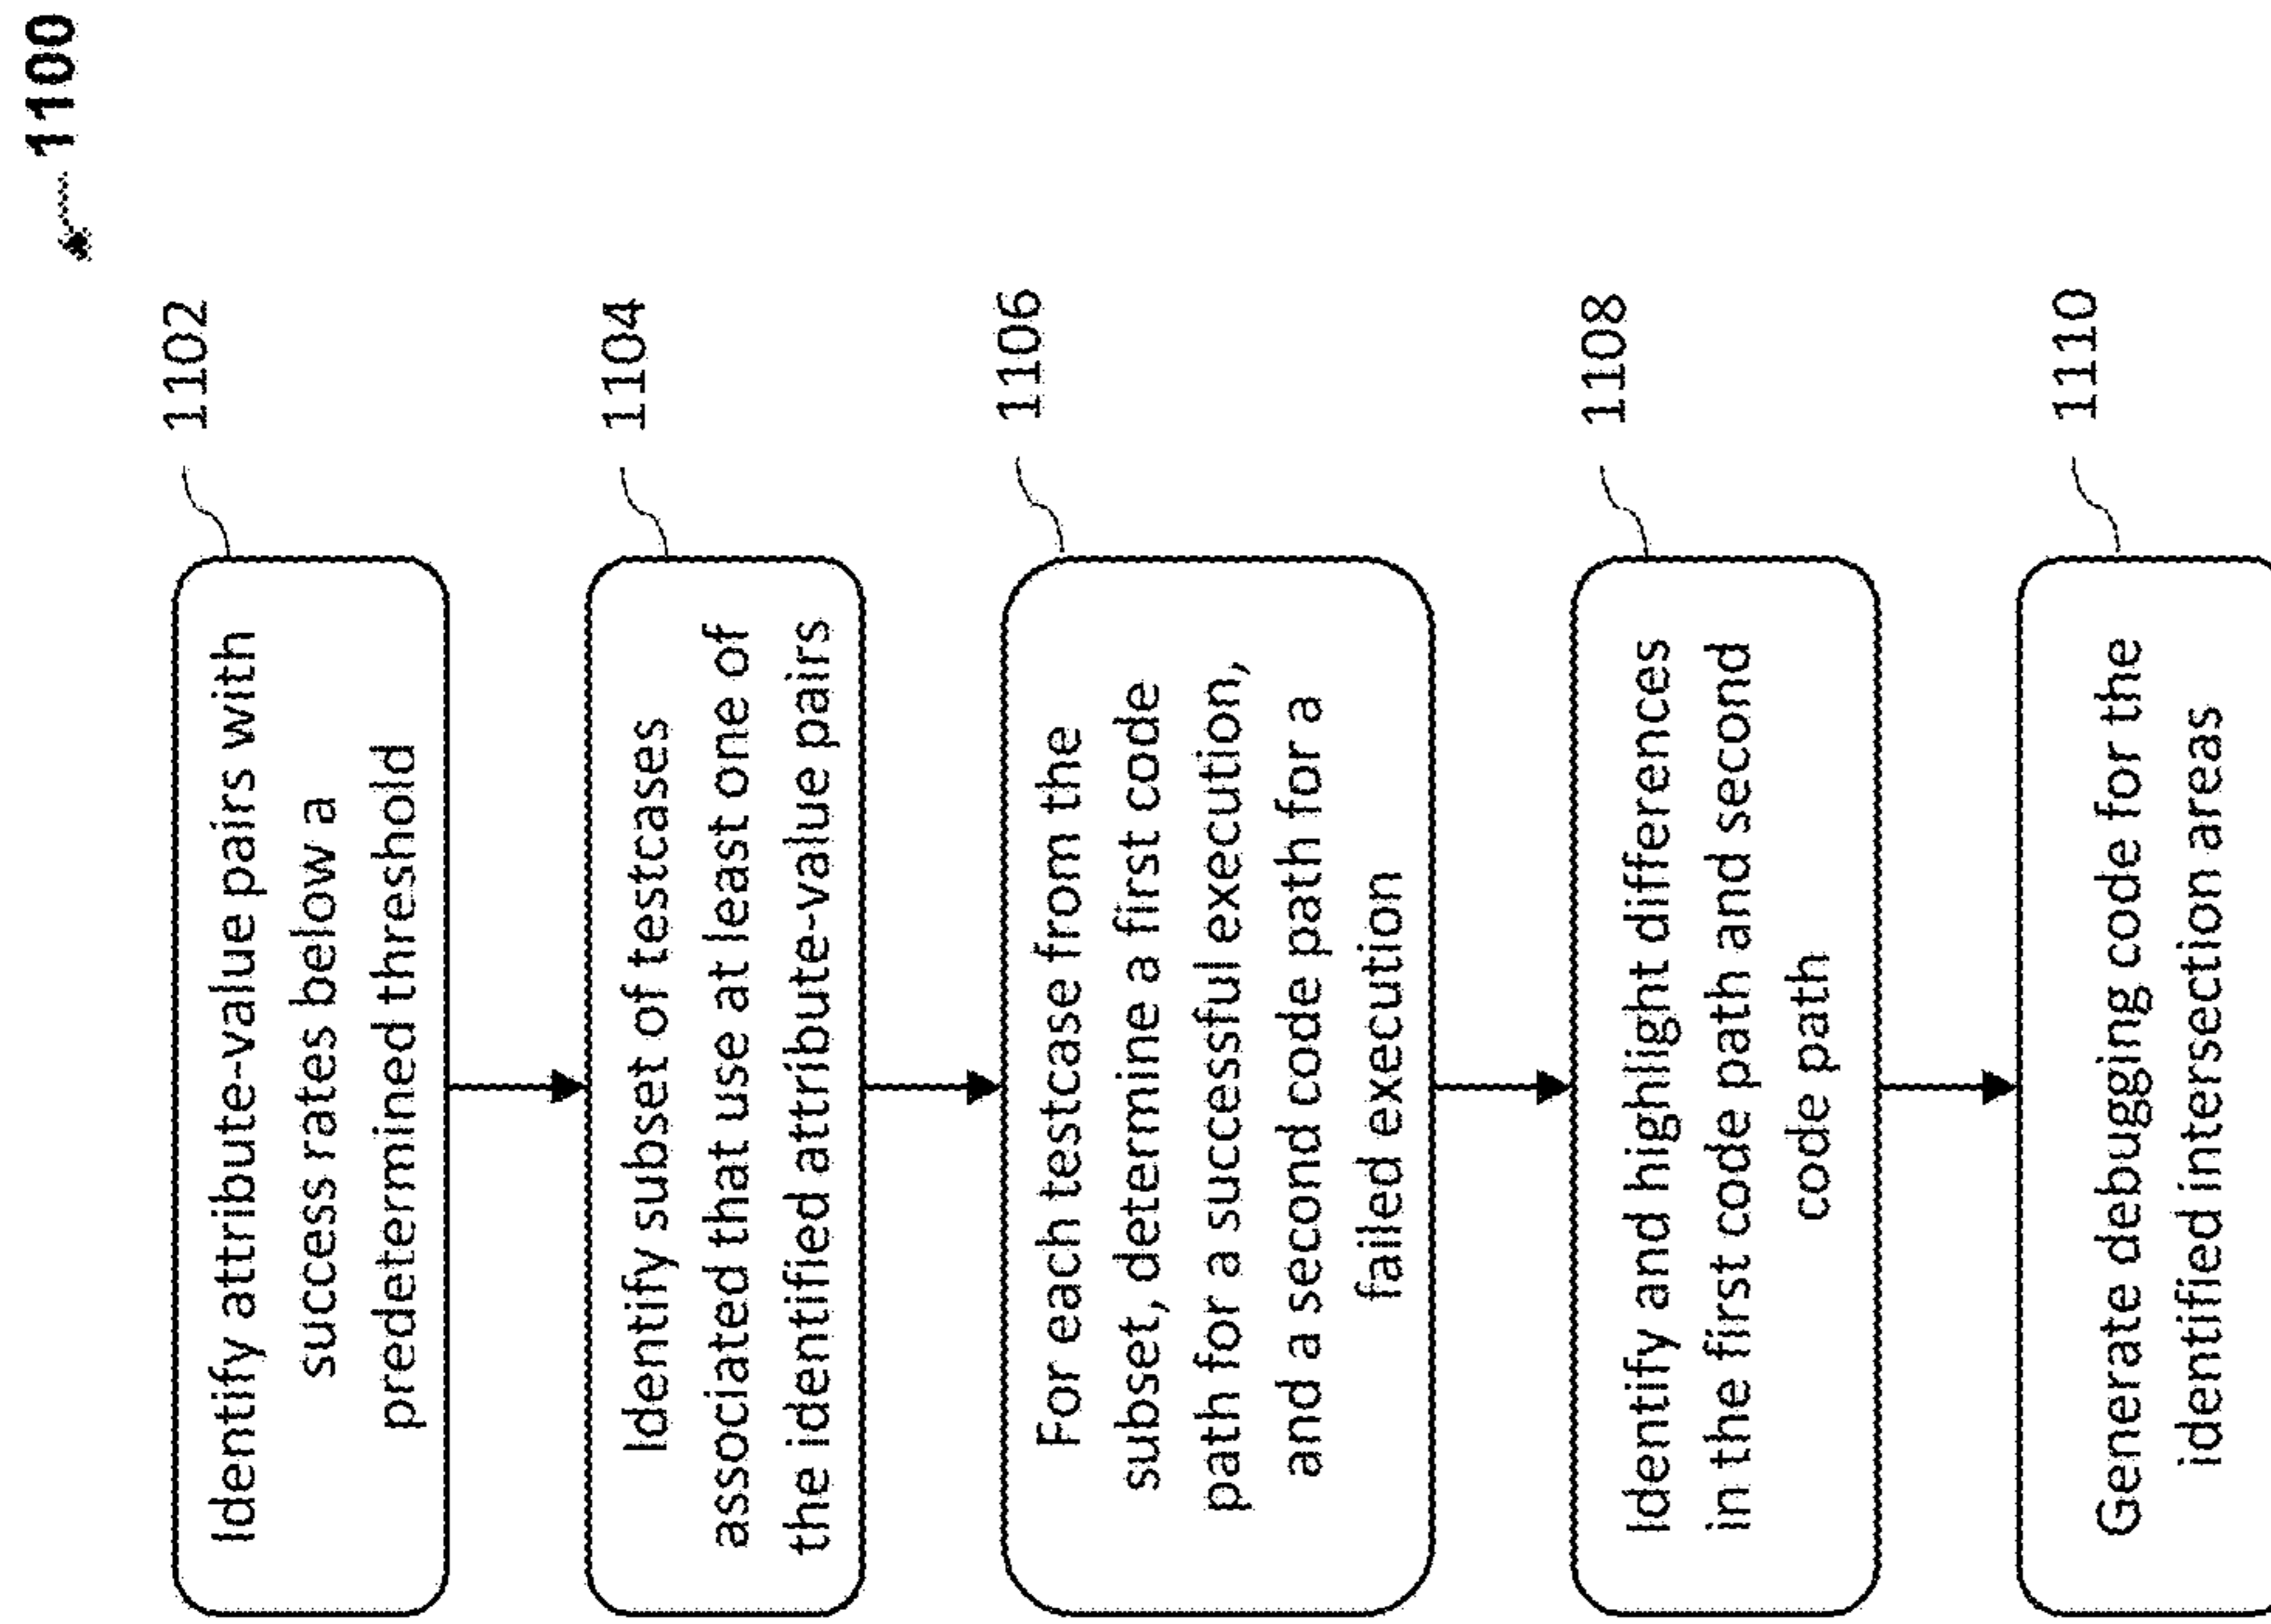 1100
Identify attribute-value pairs with
success rates below a
predetermined threshold
1102
Identify subset of testcases
associated that use at least one of
the identified attribute-value pairs
1104
For each testcase from the
subset, determine a first code
path for a successful execution,
and a second code path for a
failed execution
1106
Identify and highlight differences
in the first code path and second
code path
1108
Generate debugging code for the
identified intersection areas
1110